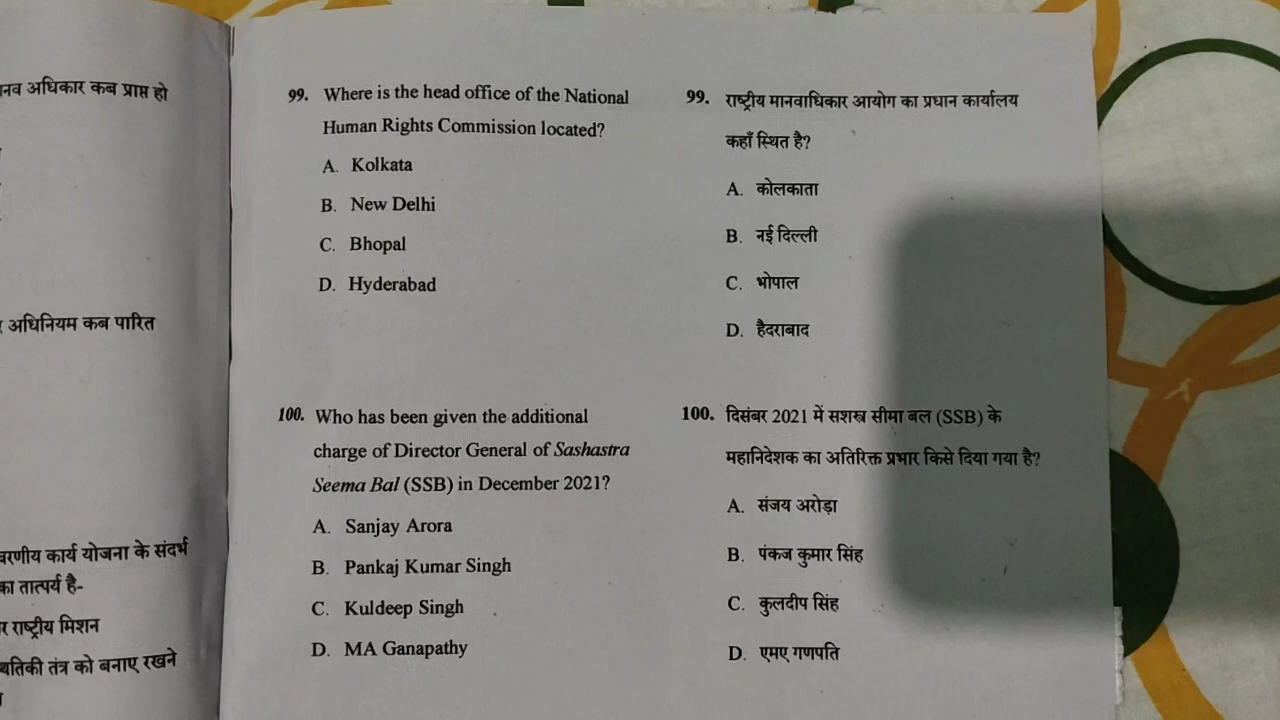 अधिकार कब प्राप्त हो
अधिनियम कब पारित
कार्य योजना के संदर्भ
का तात्पर्य है-
राष्ट्रीय मिशन
तंत्र को बनाए रखने
99. Where is the head office of the National
Human Rights Commission located?
A. Kolkata
B. New Delhi
C. Bhopal
D. Hyderabad
100. Who has been given the additional
charge of Director General of Sashastra
Seema Bal (SSB) in December 2021?
A. Sanjay Arora
B. Pankaj Kumar Singh
C. Kuldeep Singh
D. MA Ganapathy
99. राष्ट्रीय मानवाधिकार आयोग का प्रधान कार्यालय
कहाँ स्थित है?
A. कोलकाता
B. नई दिल्ली
C. भोपाल
D. हैदराबाद
100. दिसंबर 2021 में सशस्त्र सीमा बल (SSB) के
महानिदेशक का अतिरिक्त प्रभार किसे दिया गया है?
A. संजय अरोड़ा
B. पंकज कुमार सिंह
C. कुलदीप सिंह
D. एमए गणपति